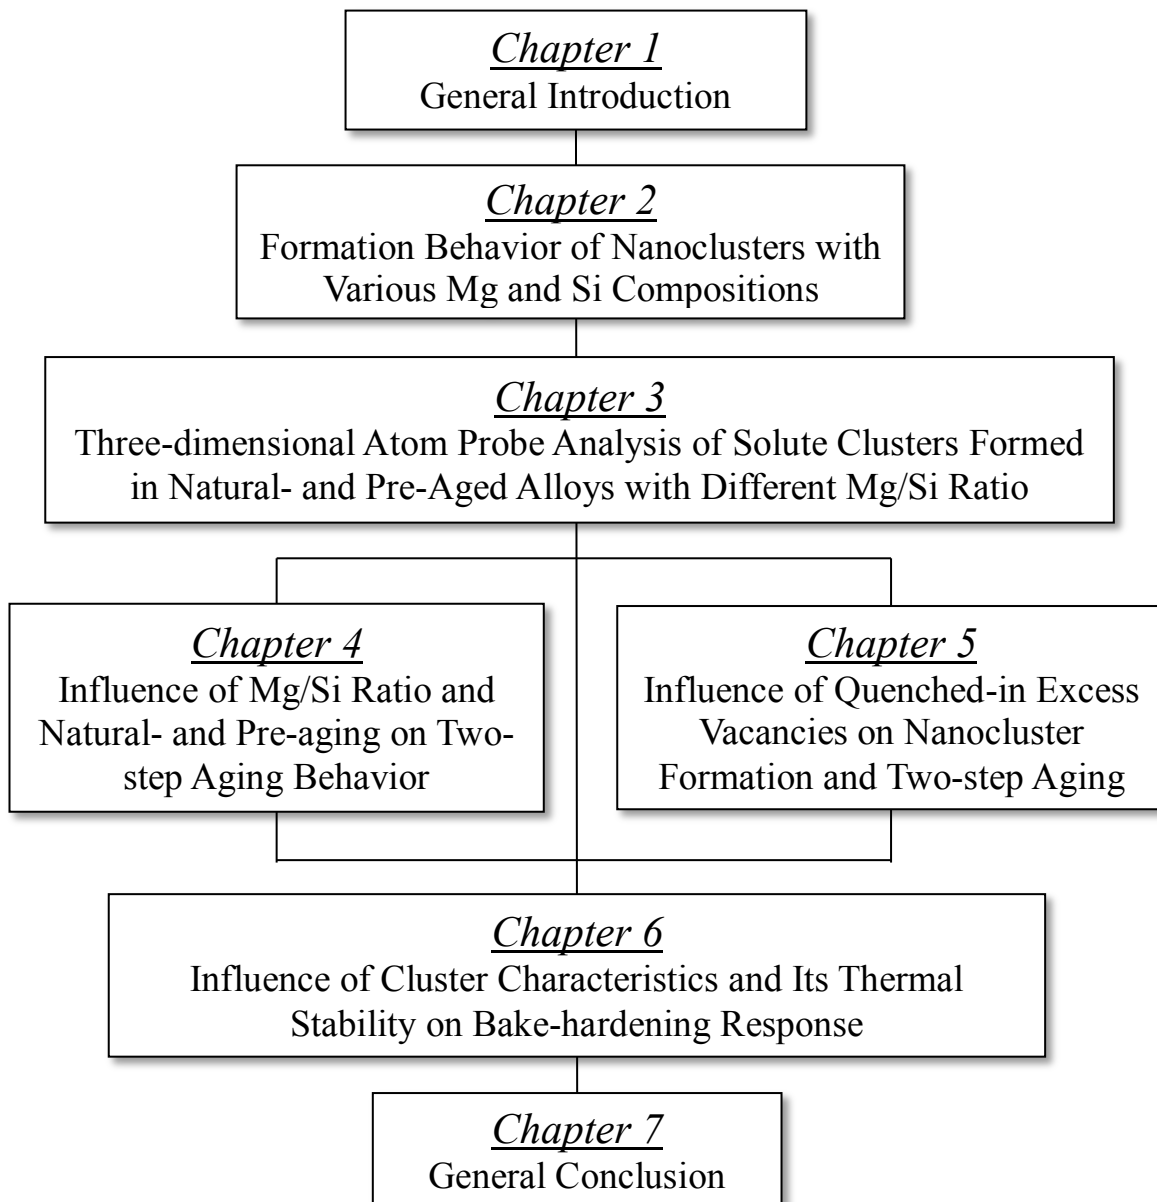 Chapter 1
General Introduction
Chapter 2
Formation Behavior of Nanoclusters with
Various Mg and Si Compositions
Chapter 3
Three-dimensional Atom Probe Analysis of Solute Clusters Formed
in Natural- and Pre-Aged Alloys with Different Mg/Si Ratio
Chapter 4
Influence of Mg/Si Ratio and
Natural- and Pre-aging on Two-
step Aging Behavior
Chapter 5
Influence of Quenched-in Excess
Vacancies on Nanocluster
Formation and Two-step Aging
Chapter 6
Influence of Cluster Characteristics and Its Thermal
Stability on Bake-hardening Response
Chapter 7
General Conclusion